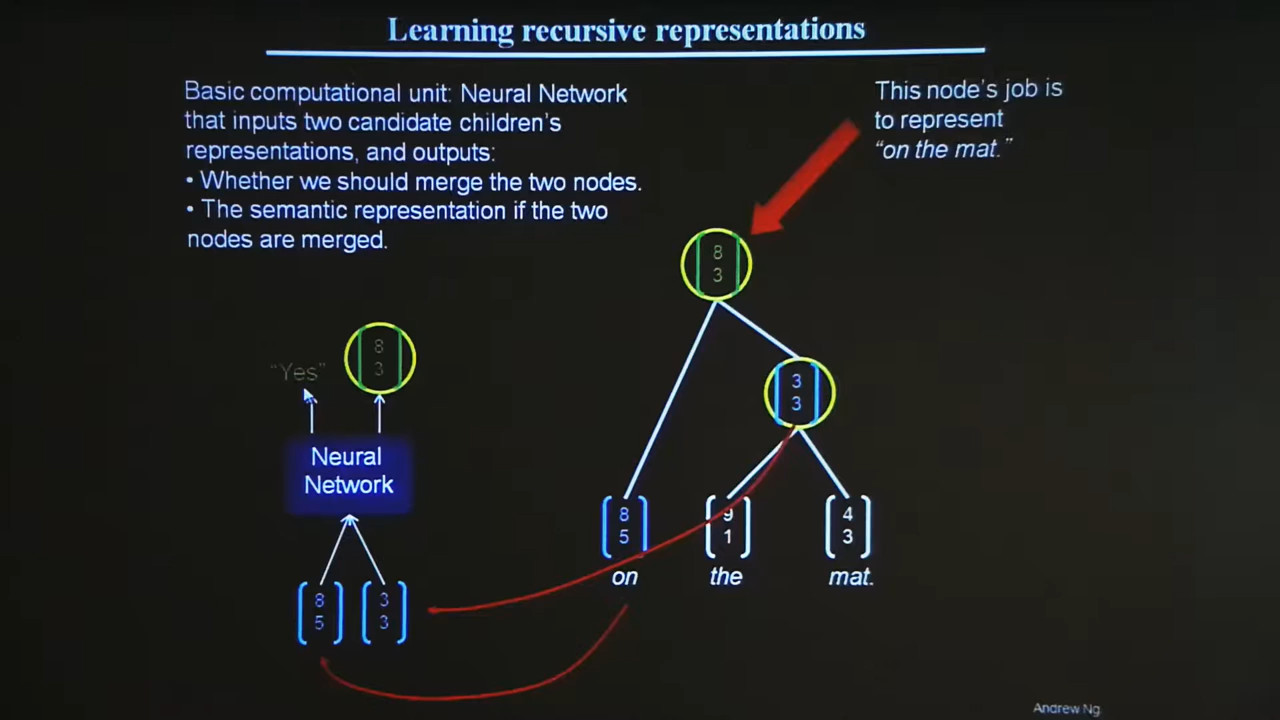 Learning recursive representations
Basic computational unit: Neural Network
that inputs two candidate children's
representations, and outputs:
• Whether we should merge the two nodes.
• The semantic representation if the two
nodes are merged.
This node's job is
to represent
"on the mat."
8
3
"Yes"
8
3
3
3
Neural
Network
8
5
9
1
4
3
on the mat.
8
5
3
3
Andrew Ng